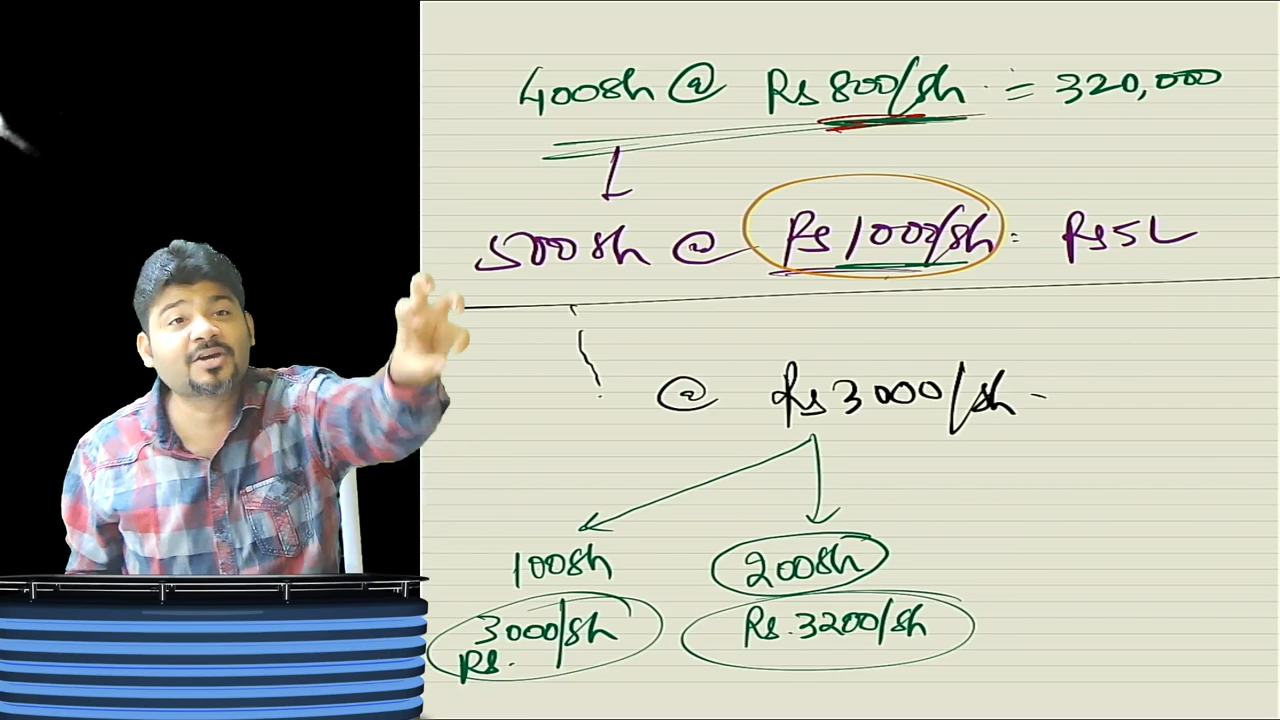 400sh @ Rs 800/sh = 320,000
500sh @ Rs 1000/sh = Rs 5L
@ Rs 3000/sh
100sh 200sh
3000/sh Rs. 3200/sh
Rs.